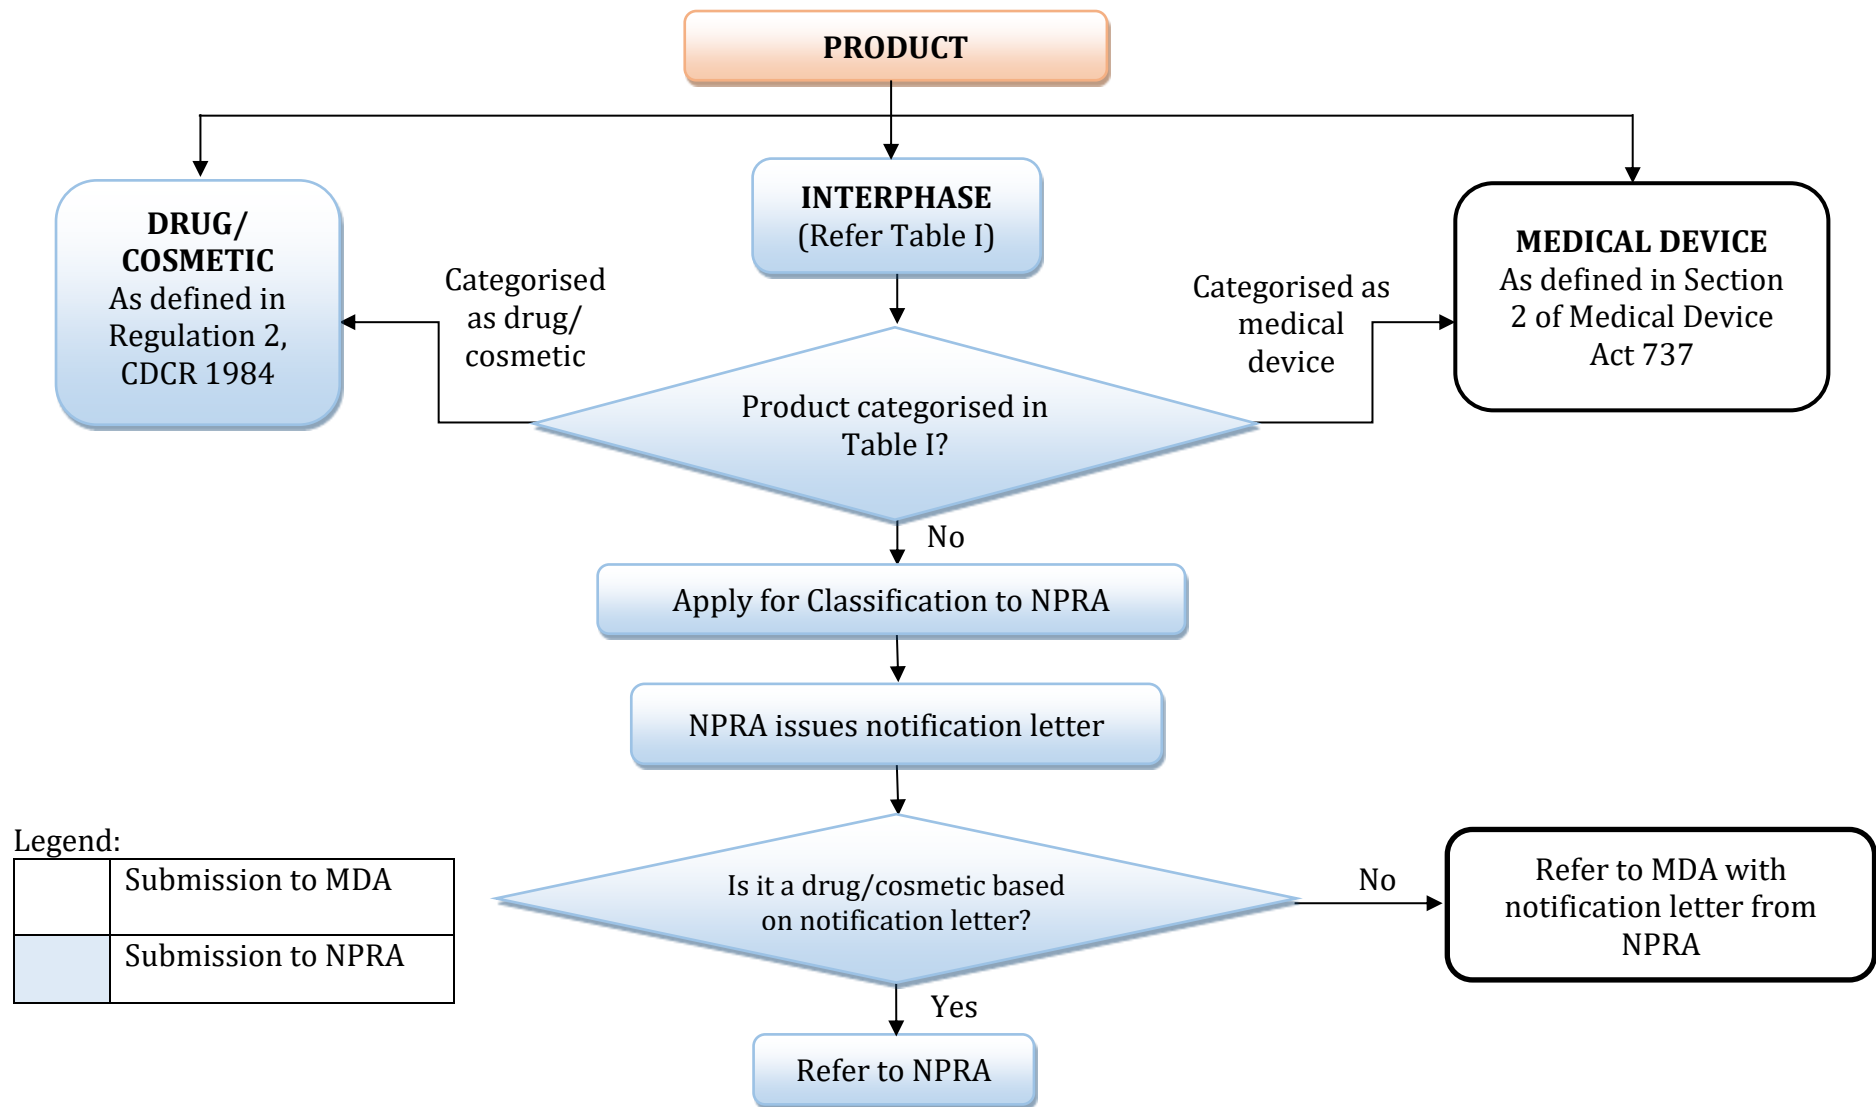 PRODUCT
DRUG/
COSMETIC
As defined in
Regulation 2,
CDCR 1984
INTERPHASE
(Refer Table I)
MEDICAL DEVICE
As defined in Section
2 of Medical Device
Act 737
Categorised
as drug/
cosmetic
Categorised as
medical
device
Product categorised in
Table I?
No
Apply for Classification to NPRA
NPRA issues notification letter
Is it a drug/cosmetic based
on notification letter?
No
Refer to MDA with
notification letter from
NPRA
Yes
Refer to NPRA
Legend:
Submission to MDA
Submission to NPRA